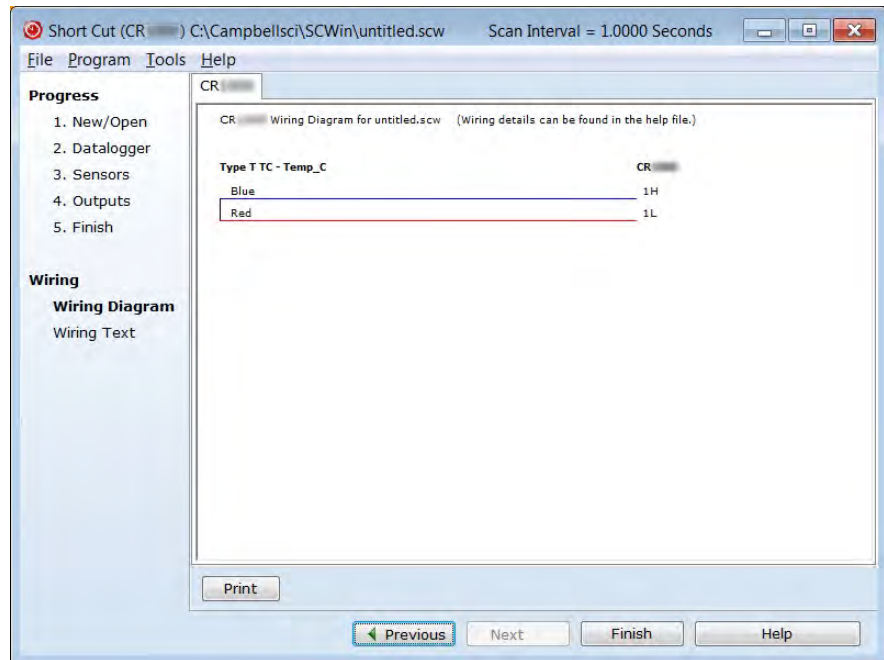 Short Cut (CR ) C:\Campbellsci\SCWin\untitled.scw Scan Interval = 1.0000 Seconds
File Program Tools Help
Progress
1. New/Open
2. Datalogger
3. Sensors
4. Outputs
5. Finish
Wiring
Wiring Diagram
Wiring Text
CR
CR Wiring Diagram for untitled.scw (Wiring details can be found in the help file.)
Type T TC - Temp_C CR
Blue 1H
Red 1L
Print
Previous Next Finish Help